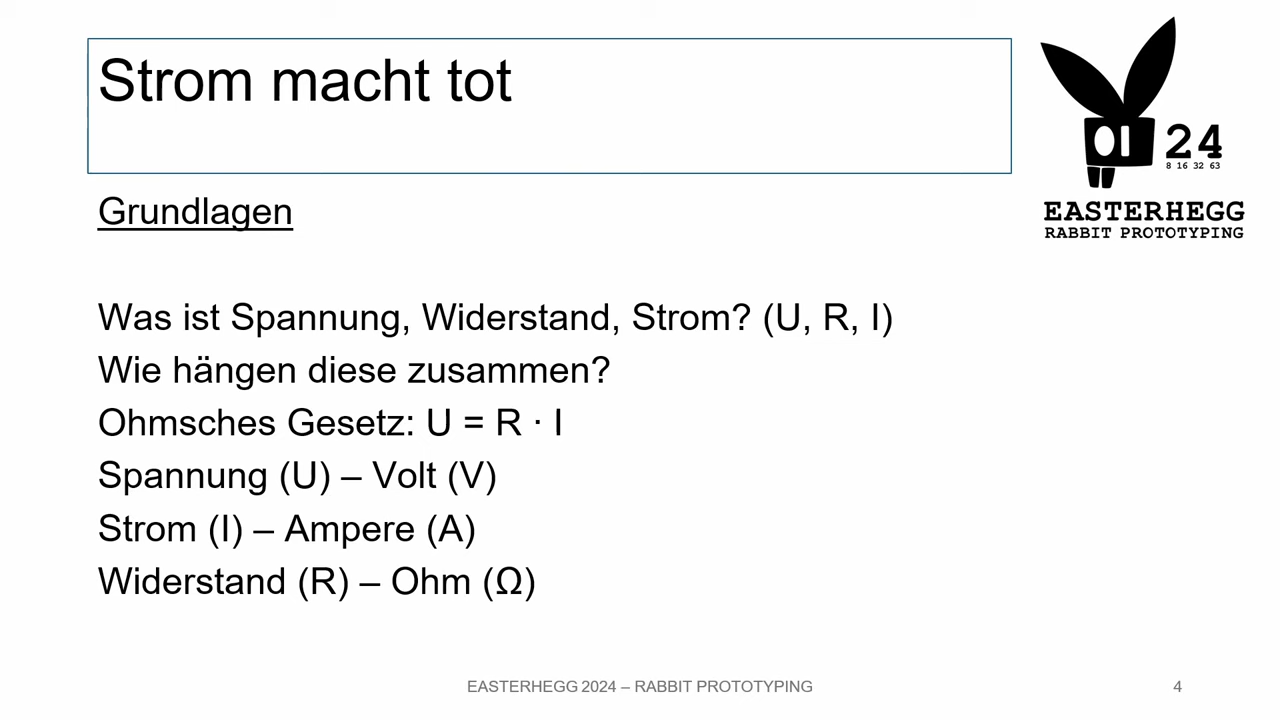 Strom macht tot
OI 24
8 16 32 63
EASTERHEGG
RABBIT PROTOTYPING
Grundlagen
Was ist Spannung, Widerstand, Strom? (U, R, I)
Wie hängen diese zusammen?
Ohmsches Gesetz: U = R · I
Spannung (U) – Volt (V)
Strom (I) – Ampere (A)
Widerstand (R) – Ohm (Ω)
EASTERHEGG 2024 – RABBIT PROTOTYPING
4